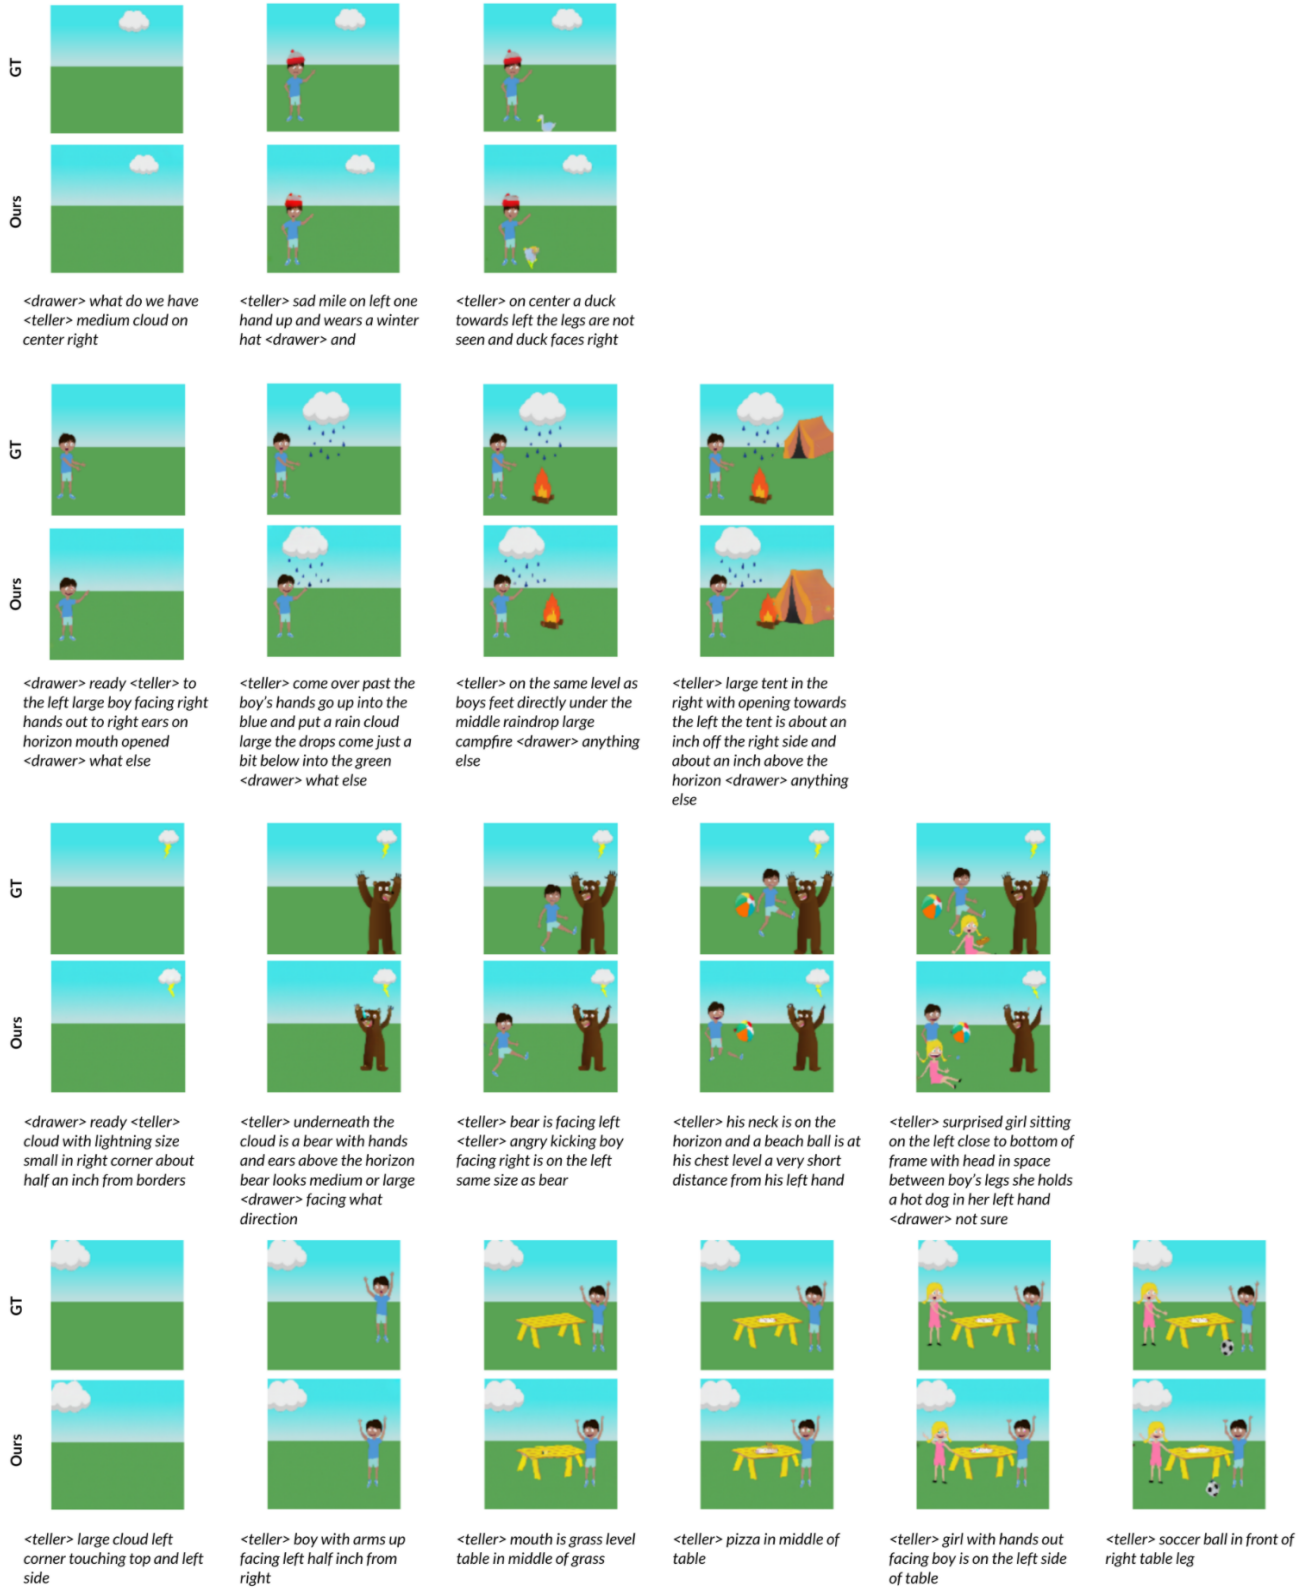 GT
Ours
<drawer> what do we have
<teller> medium cloud on
center right
<teller> sad mile on left one
hand up and wears a winter
hat <drawer> and
<teller> on center a duck
towards left the legs are not
seen and duck faces right
GT
Ours
<drawer> ready <teller> to
the left large boy facing right
hands out to right ears on
horizon mouth opened
<drawer> what else
<teller> come over past the
boy's hands go up into the
blue and put a rain cloud
large the drops come just a
bit below into the green
<drawer> what else
<teller> on the same level as
boys feet directly under the
middle raindrop large
campfire <drawer> anything
else
<teller> large tent in the
right with opening towards
the left the tent is about an
inch off the right side and
about an inch above the
horizon <drawer> anything
else
GT
Ours
<drawer> ready <teller>
cloud with lightning size
small in right corner about
half an inch from borders
<teller> underneath the
cloud is a bear with hands
and ears above the horizon
bear looks medium or large
<drawer> facing what
direction
<teller> bear is facing left
<teller> angry kicking boy
facing right is on the left
same size as bear
<teller> his neck is on the
horizon and a beach ball is at
his chest level a very short
distance from his left hand
<teller> surprised girl sitting
on the left close to bottom of
frame with head in space
between boy's legs she holds
a hot dog in her left hand
<drawer> not sure
GT
Ours
<teller> large cloud left
corner touching top and left
side
<teller> boy with arms up
facing left half inch from
right
<teller> mouth is grass level
table in middle of grass
<teller> pizza in middle of
table
<teller> girl with hands out
facing boy is on the left side
of table
<teller> soccer ball in front of
right table leg